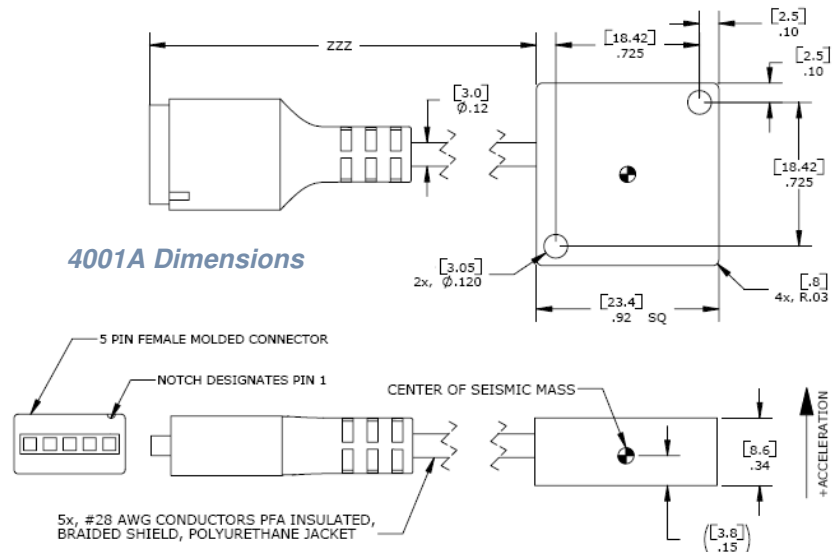 ZZZ
[18.42]
.725
[2.5]
.10
[2.5]
.10
[3.0]
Ø.12
[18.42]
.725
4001A Dimensions
[3.05]
2x, Ø.120
[.8]
4x, R.03
[23.4]
.92 SQ
5 PIN FEMALE MOLDED CONNECTOR
NOTCH DESIGNATES PIN 1
CENTER OF SEISMIC MASS
+ACCELERATION
[8.6]
.34
5x, #28 AWG CONDUCTORS PFA INSULATED,
BRAIDED SHIELD, POLYURETHANE JACKET
([3.8]
.15)